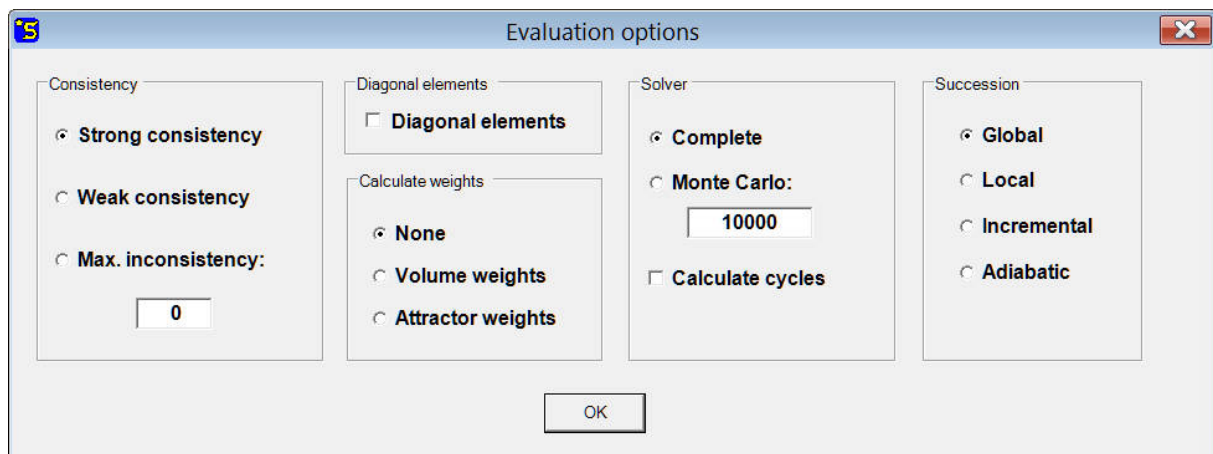 S
Evaluation options
Consistency
Strong consistency
Weak consistency
Max. inconsistency:
0
Diagonal elements
Diagonal elements
Calculate weights
None
Volume weights
Attractor weights
Solver
Complete
Monte Carlo:
10000
Calculate cycles
Succession
Global
Local
Incremental
Adiabatic
OK